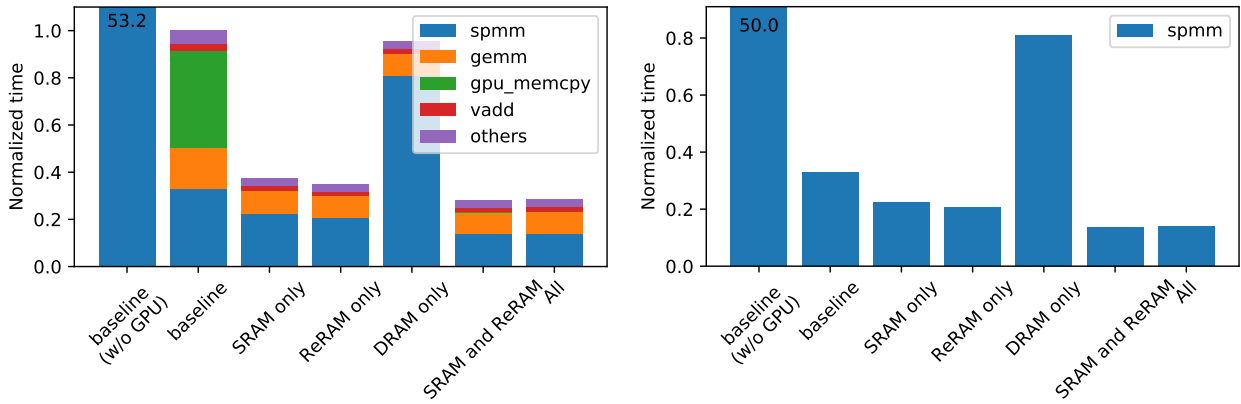 53.2
spmm
gemm
gpu_memcpy
vadd
others
Normalized time
1.0
0.8
0.6
0.4
0.2
0.0
baseline
(w/o GPU)
baseline
SRAM only
ReRAM only
DRAM only
SRAM and ReRAM
All
50.0
spmm
Normalized time
0.8
0.6
0.4
0.2
0.0
baseline
(w/o GPU)
baseline
SRAM only
ReRAM only
DRAM only
SRAM and ReRAM
All